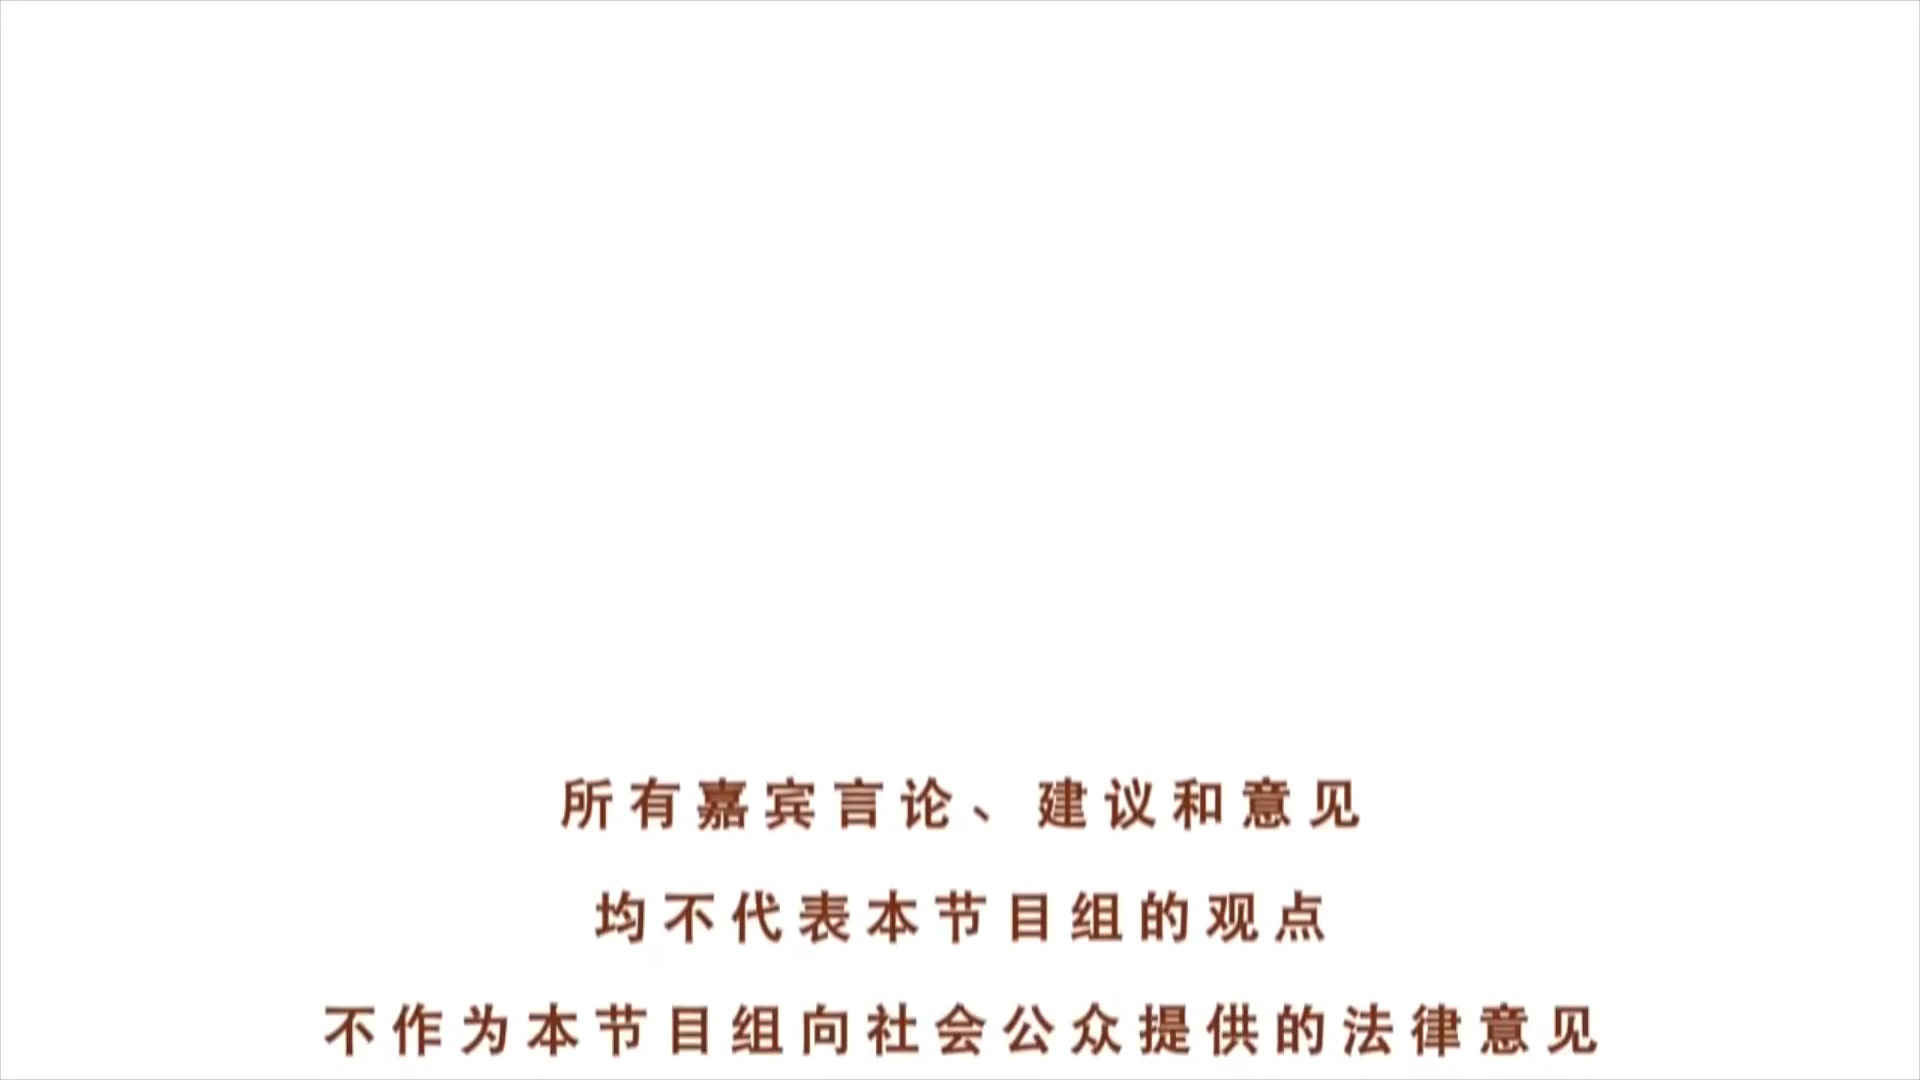 所有嘉宾言论、建议和意见
均不代表本节目组的观点
不作为本节目组向社会公众提供的法律意见